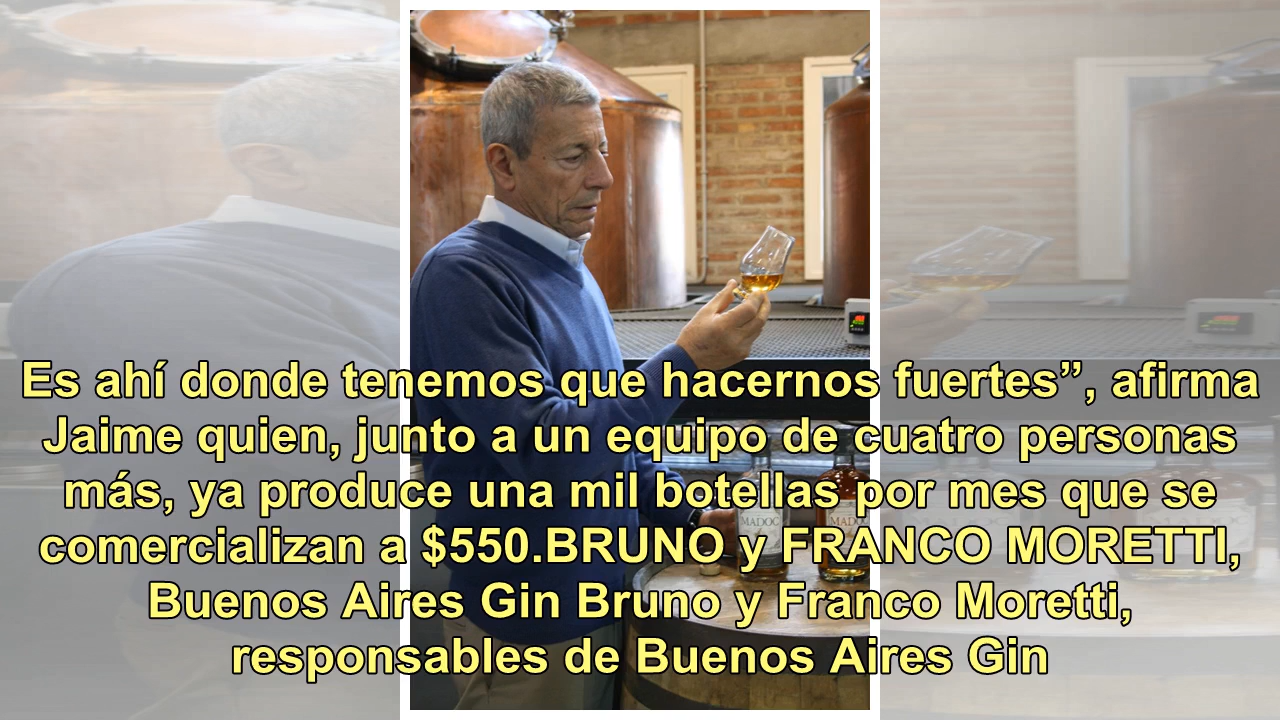 Es ahí donde tenemos que hacernos fuertes”, afirma
Jaime quien, junto a un equipo de cuatro personas
más, ya produce una mil botellas por mes que se
comercializan a $550.BRUNO y FRANCO MORETTI,
Buenos Aires Gin Bruno y Franco Moretti,
responsables de Buenos Aires Gin
MADOC
MADOC